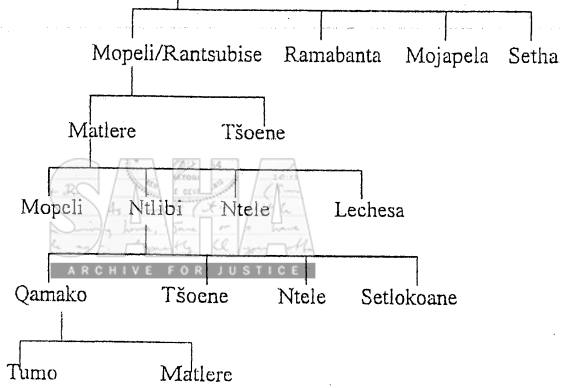 Mopeli/Rantsubise Ramabanta Mojapela Setha
Matlere Tšoene
Mopeli Ntlibi Ntele Lechesa
SAHA
ARCHIVE FOR JUSTICE
Qamako Tšoene Ntele Setlokoane
Tumo Matlere